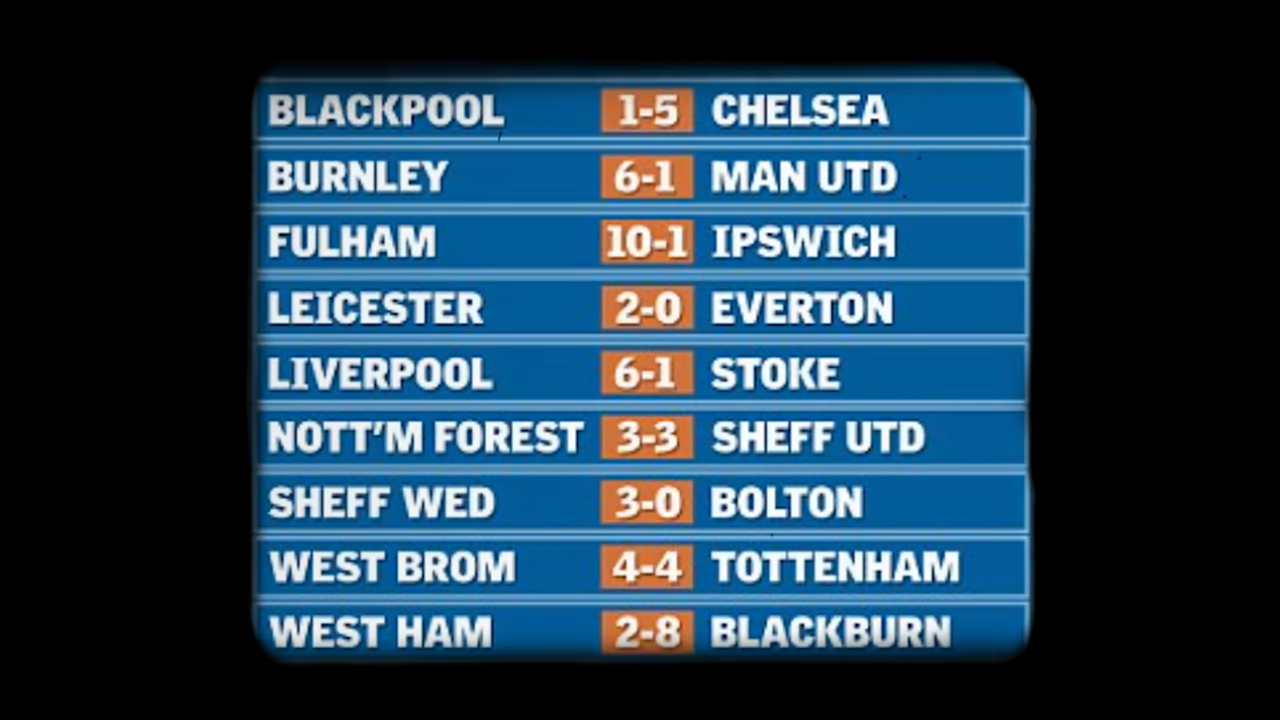 BLACKPOOL 1-5 CHELSEA
BURNLEY 6-1 MAN UTD
FULHAM 10-1 IPSWICH
LEICESTER 2-0 EVERTON
LIVERPOOL 6-1 STOKE
NOTT'M FOREST 3-3 SHEFF UTD
SHEFF WED 3-0 BOLTON
WEST BROM 4-4 TOTTENHAM
WEST HAM 2-8 BLACKBURN